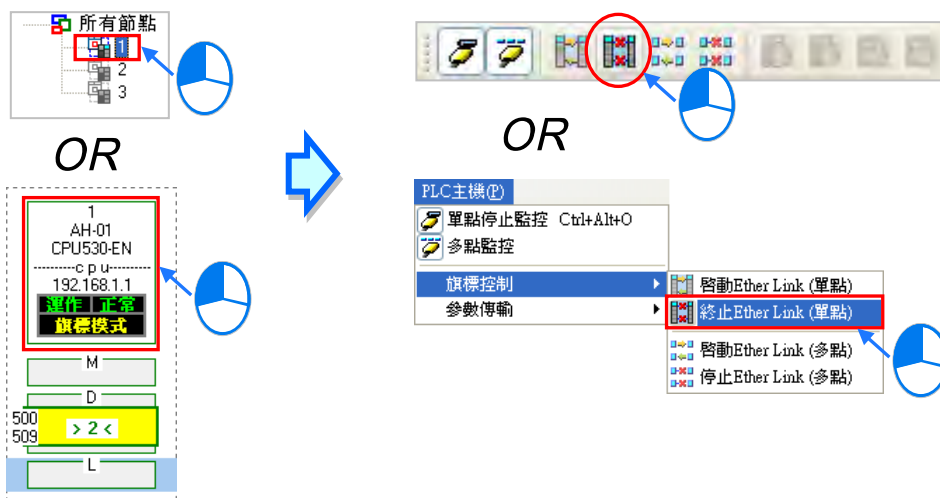 所有節點
1
2
3
OR
1
AH-01
CPU530-EN
cpu
192.168.1.1
運作 正常
旗標模式
M
D
500
509
> 2 <
L
OR
PLC主機(P)
單點停止監控 Ctrl+Alt+O
多點監控
旗標控制
參數傳輸
啓動Ether Link (單點)
終止Ether Link (單點)
啓動Ether Link (多點)
停止Ether Link (多點)